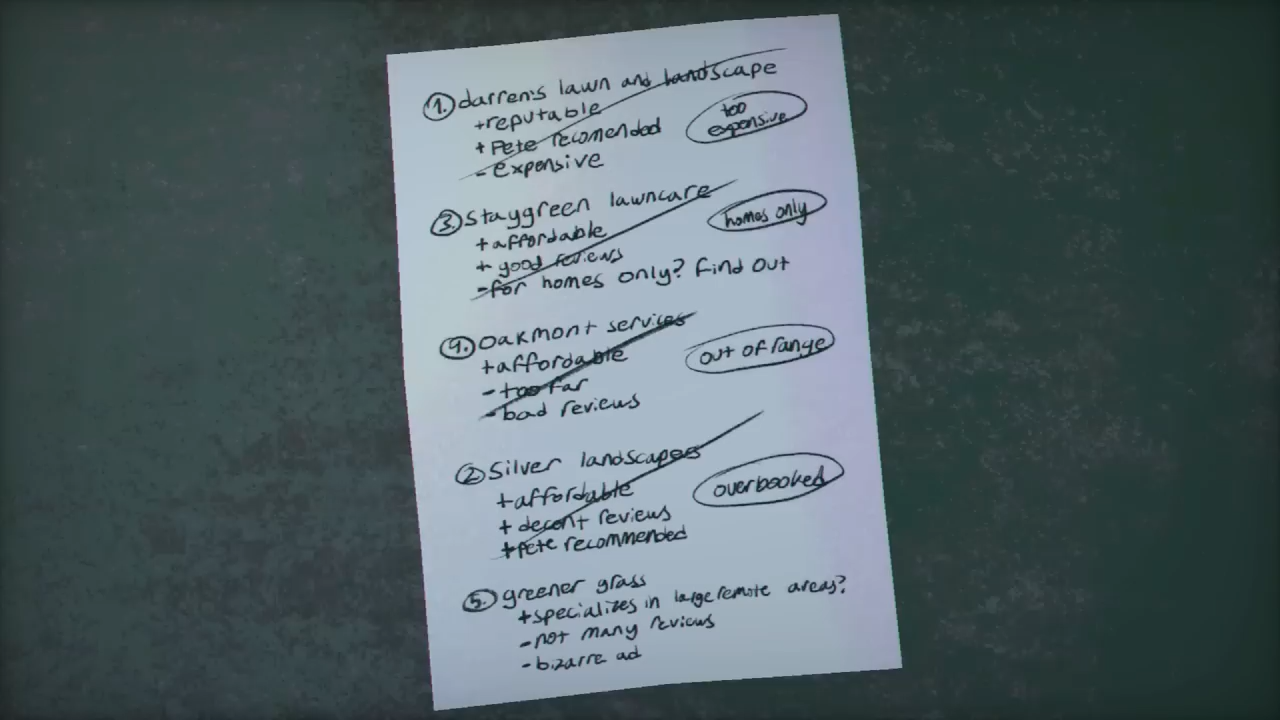 1. darren's lawn and landscape
+reputable
+ Pete recomended
- expensive
too
expensive
3. Staygreen lawncare
+affordable
+ good reviews
-for homes only? Find Out
homes only
4. Oakmont services
+affordable
- too far
- bad reviews
out of range
2. Silver landscapers
+affordable
+ decent reviews
+Pete recommended
overbooked
5. greener grass
+specializes in large remote areas?
- not many reviews
- bizarre ad